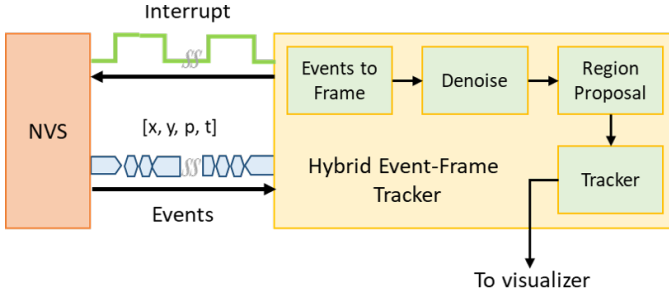 Interrupt
NVS
[x, y, p, t]
Events
Events to
Frame
Denoise
Region
Proposal
Hybrid Event-Frame
Tracker
Tracker
To visualizer